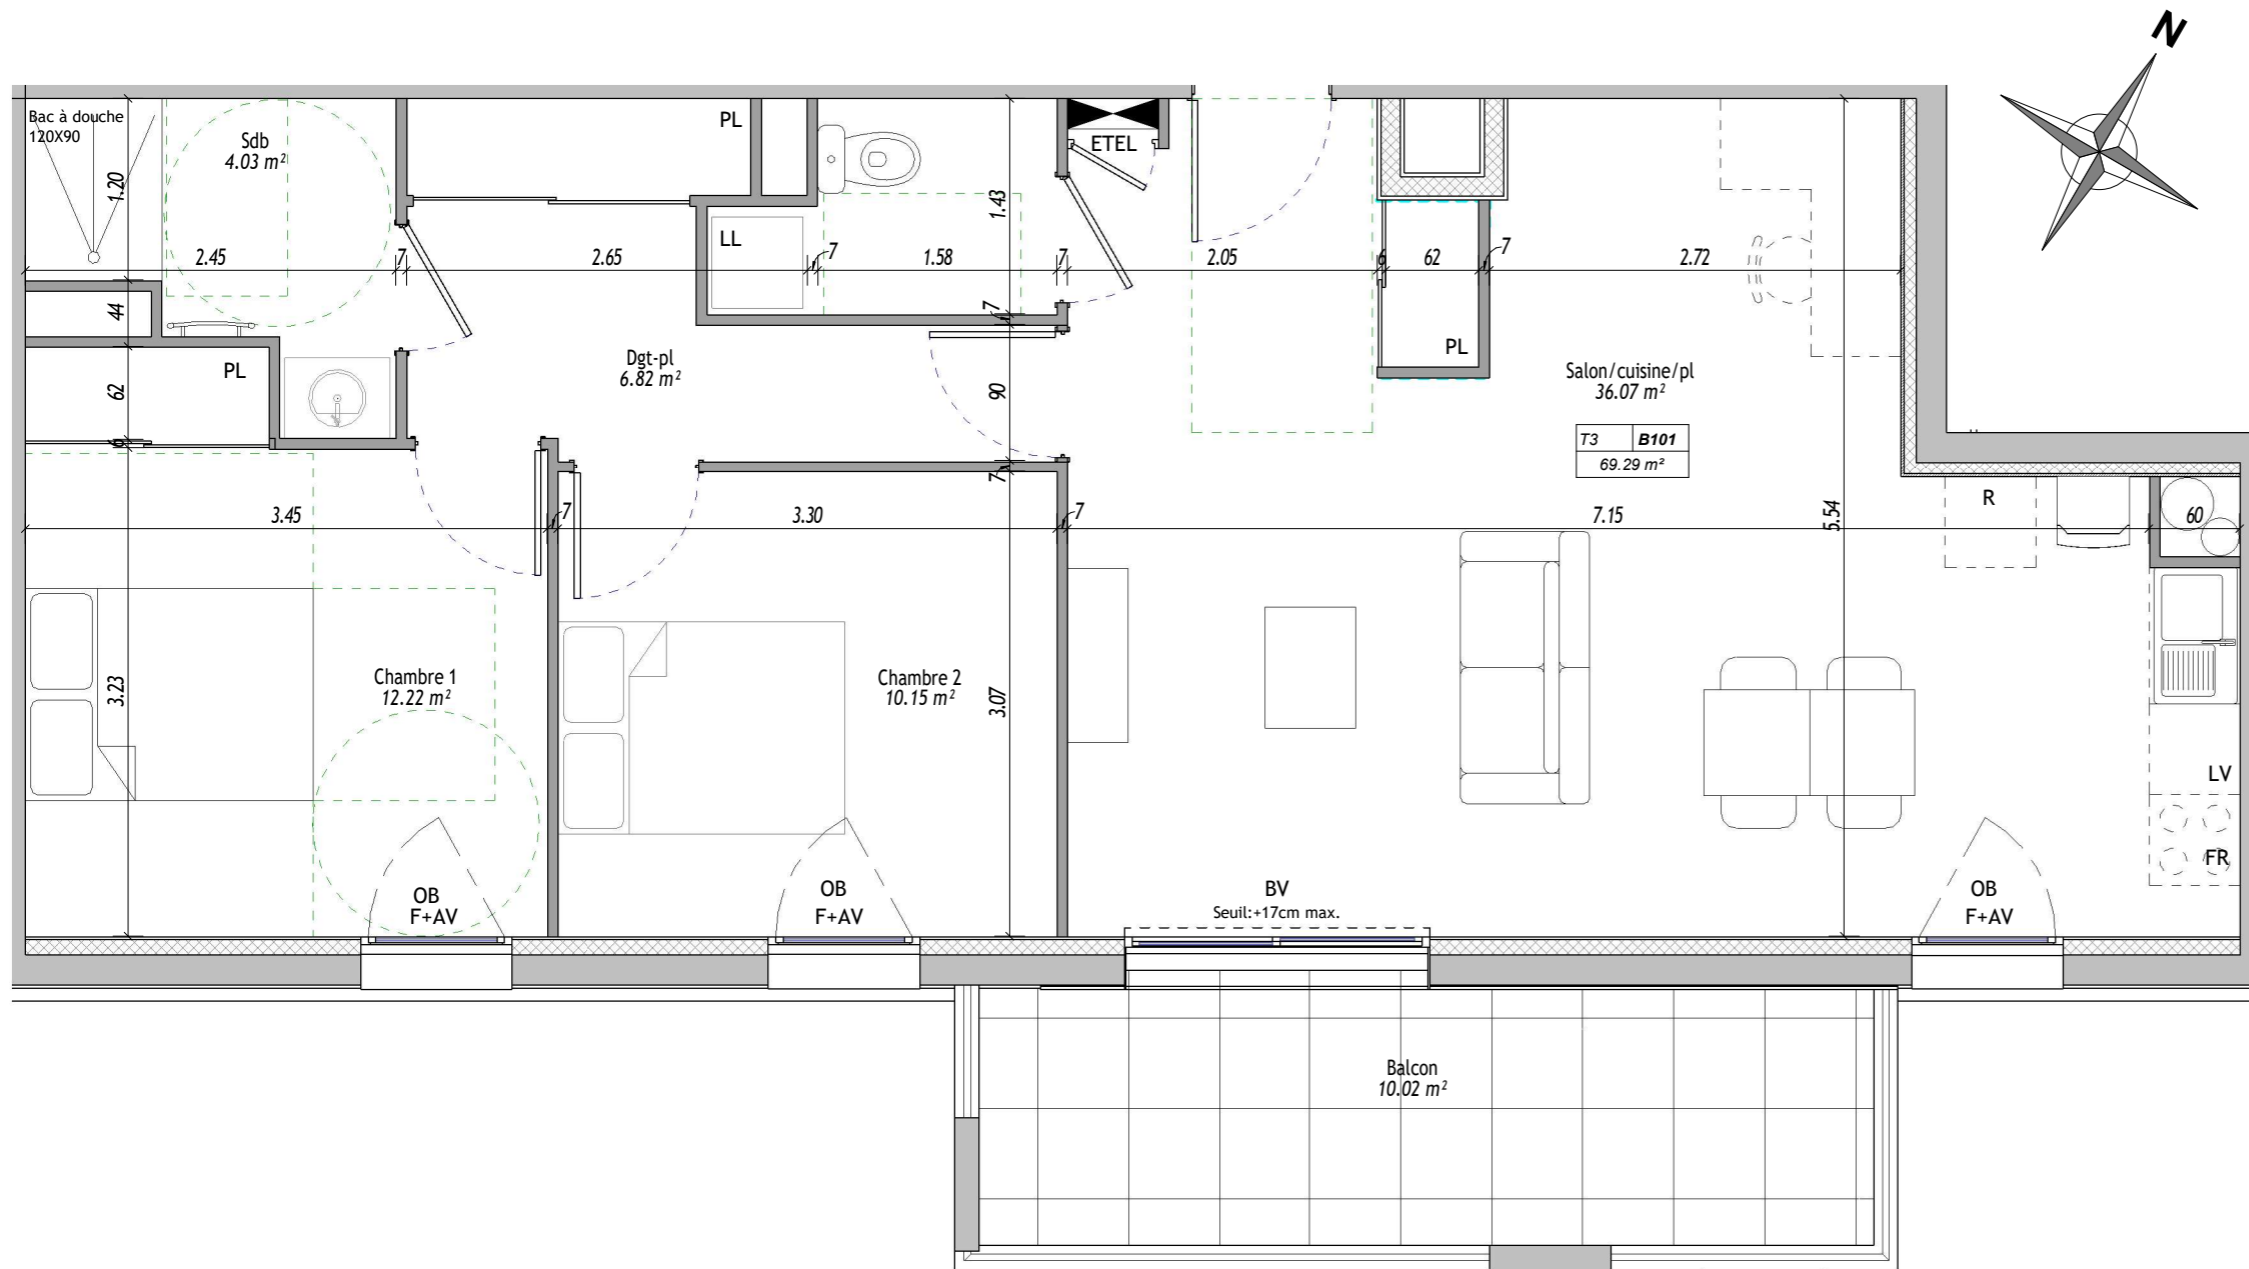 N
Bac à douche
120X90
Sdb
4.03 m²
PL
ETEL
1.20
1.43
LL
2.45
7
2.65
7
1.58
7
2.05
6
62
7
2.72
44
7
PL
PL
Dgt-pl
6.82 m²
62
90
Salon/cuisine/pl
36.07 m²
6
T3 B101
69.29 m²
7
R
3.45
7
3.30
7
7.15
5.54
60
Chambre 1
12.22 m²
Chambre 2
10.15 m²
3.23
3.07
LV
FR
OB
F+AV
OB
F+AV
BV
Seuil:+17cm max.
OB
F+AV
Balcon
10.02 m²